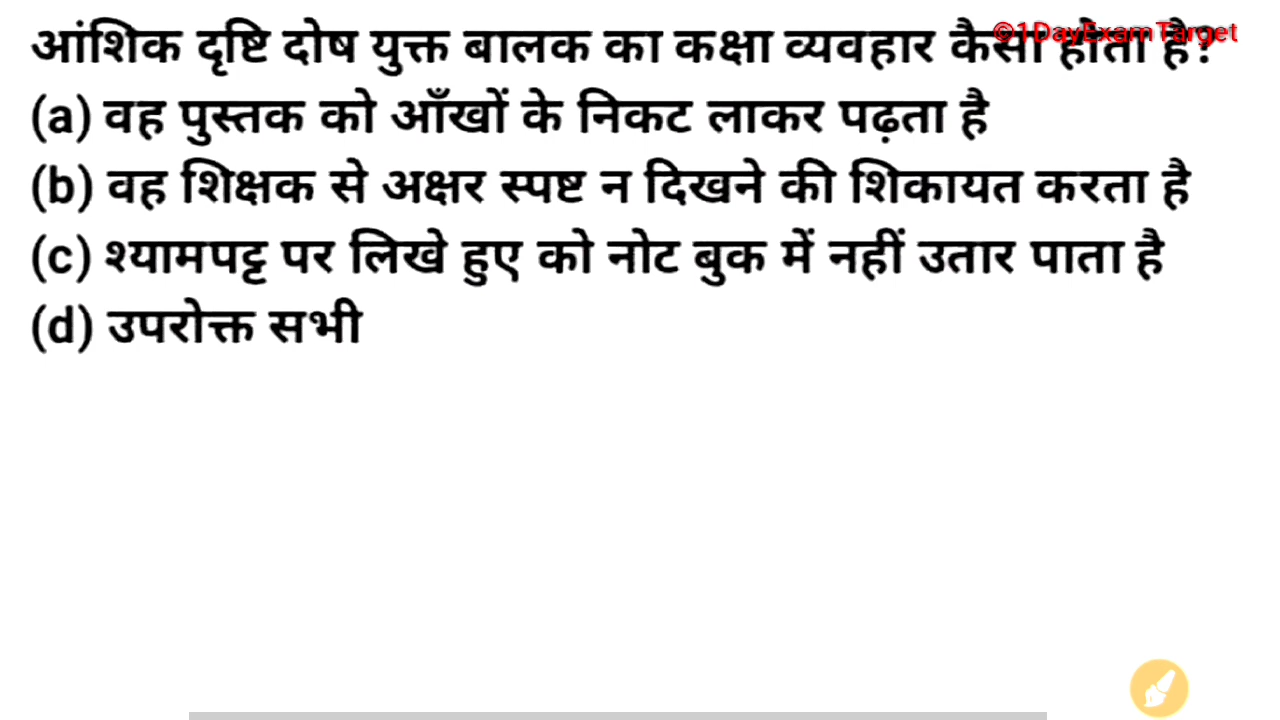 आंशिक दृष्टि दोष युक्त बालक का कक्षा व्यवहार कैसा होता है?
©1DayExamTarget
(a) वह पुस्तक को आँखों के निकट लाकर पढ़ता है
(b) वह शिक्षक से अक्षर स्पष्ट न दिखने की शिकायत करता है
(c) श्यामपट्ट पर लिखे हुए को नोट बुक में नहीं उतार पाता है
(d) उपरोक्त सभी